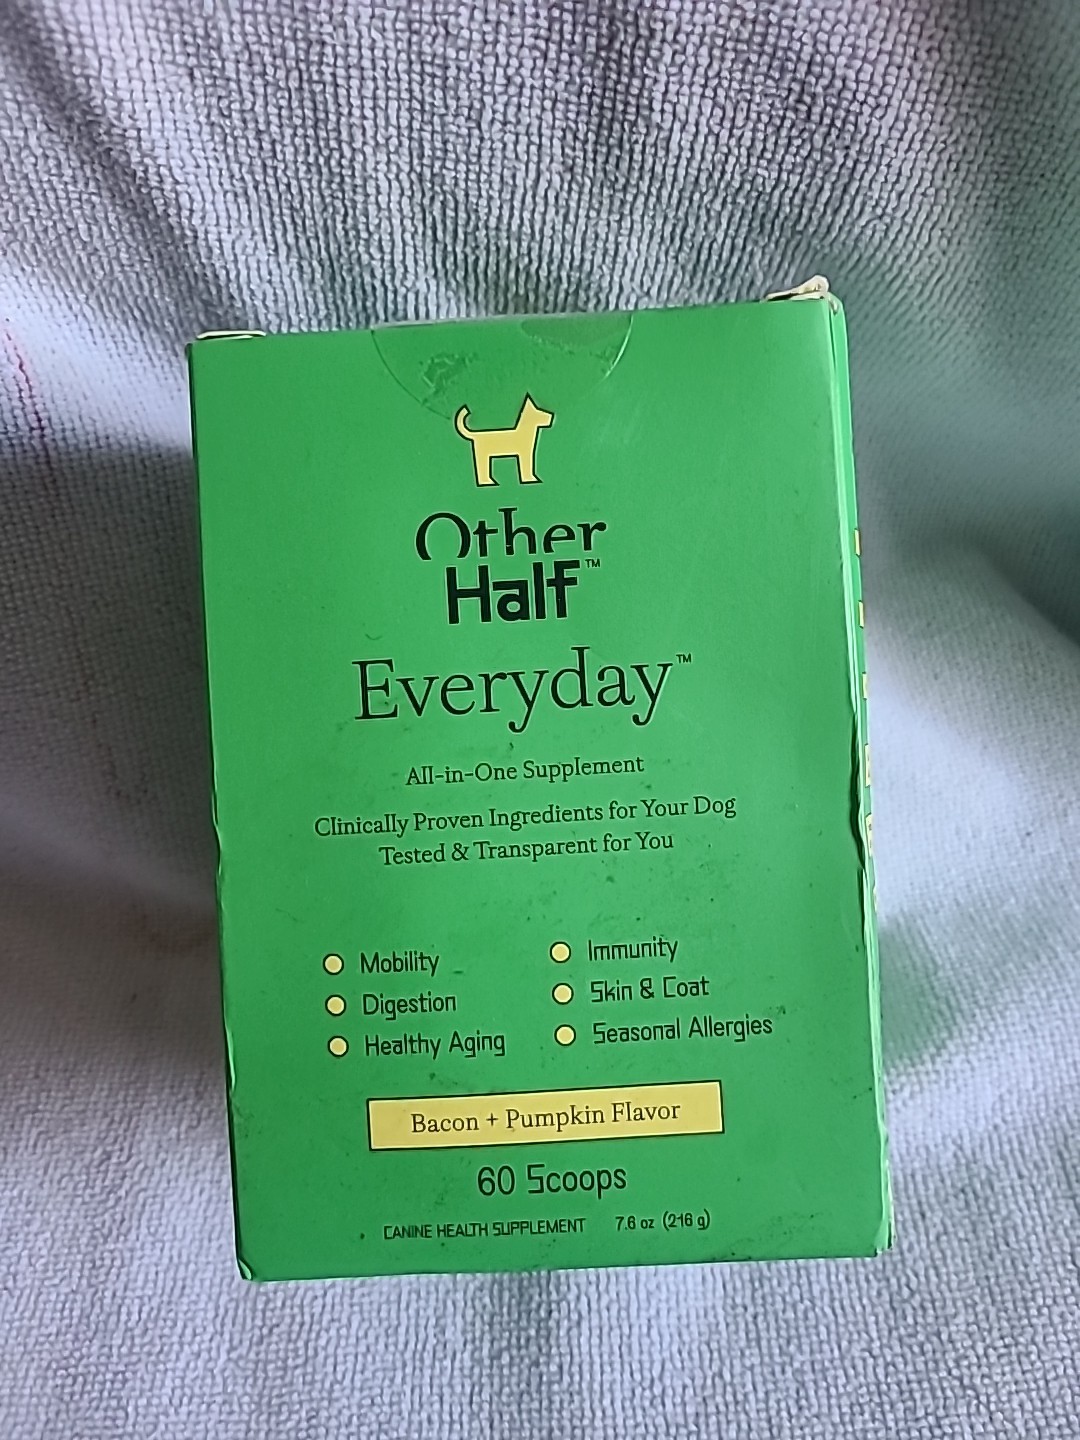 Other
Half™
Everyday™
All-in-One Supplement
Clinically Proven Ingredients for Your Dog
Tested & Transparent for You
Mobility
Digestion
Healthy Aging
Immunity
Skin & Coat
Seasonal Allergies
Bacon + Pumpkin Flavor
60 Scoops
CANINE HEALTH SUPPLEMENT 7.6 oz (216 g)